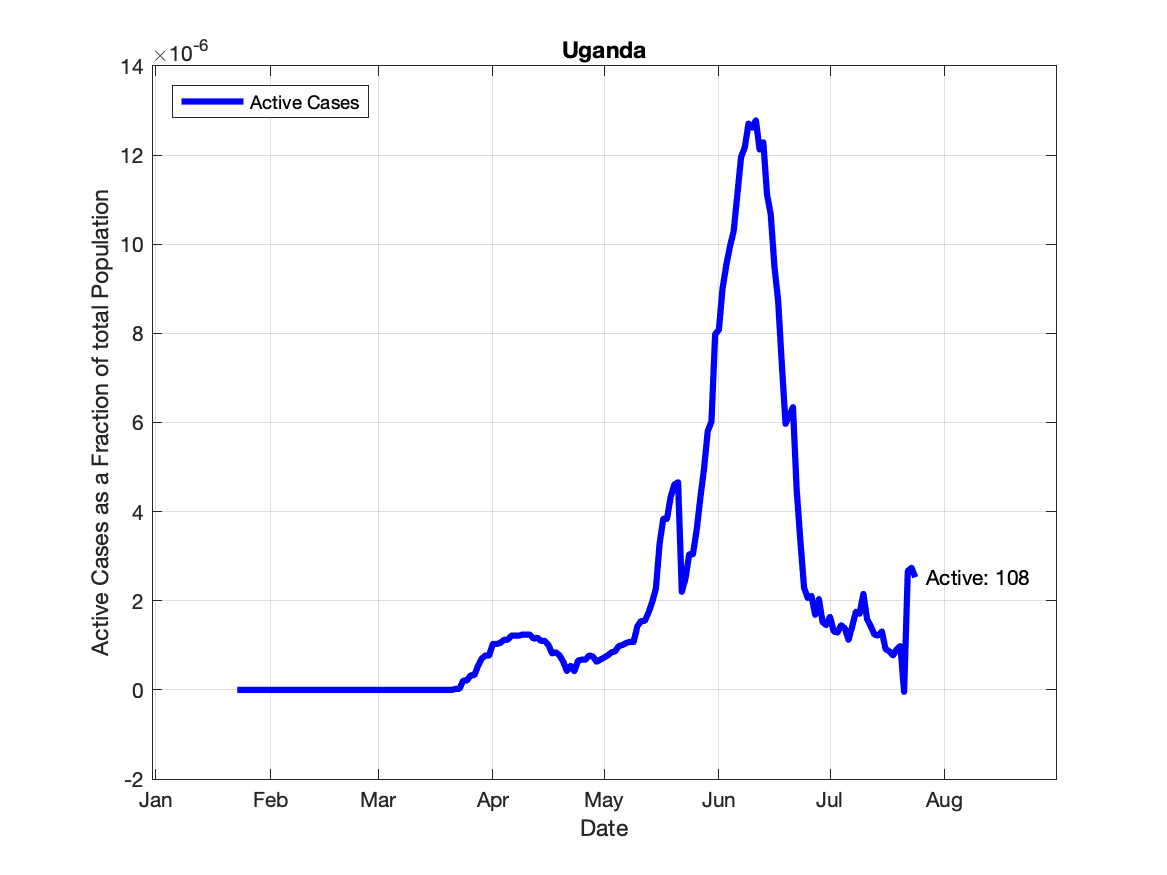 Uganda
×10-6
14
12
10
8
6
4
2
0
-2
Active Cases
Active Cases as a Fraction of total Population
Active: 108
Jan Feb Mar Apr May Jun Jul Aug
Date